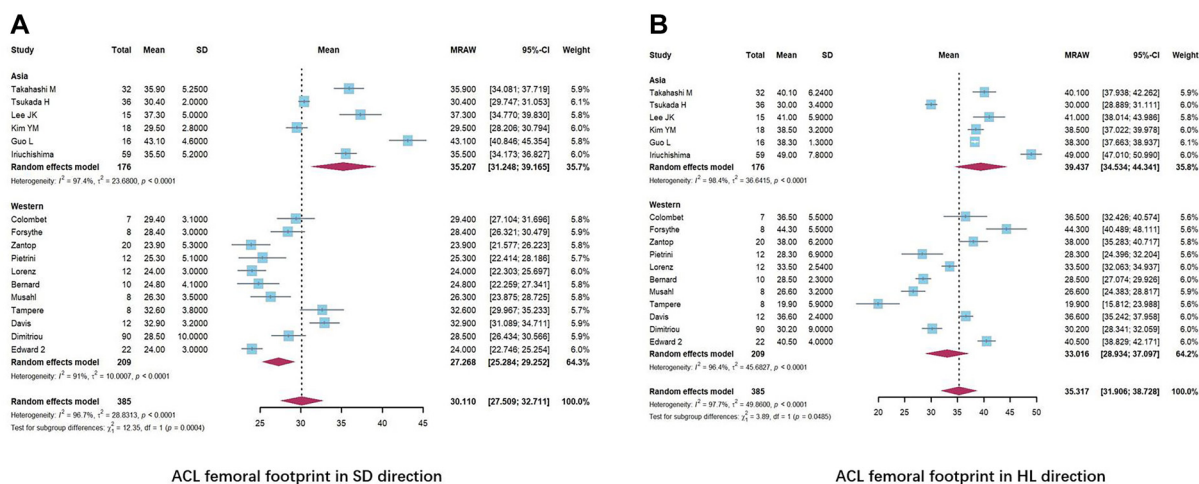 A
Study Total Mean SD Mean MRAW 95%-CI Weight
Asia
Takahashi M 32 35.90 5.2500 35.900 [34.081; 37.719] 5.9%
Tsukada H 36 30.40 2.0000 30.400 [29.747; 31.053] 6.1%
Lee JK 15 37.30 5.0000 37.300 [34.770; 39.830] 5.8%
Kim YM 18 29.50 2.8000 29.500 [28.206; 30.794] 6.0%
Guo L 16 43.10 4.6000 43.100 [40.846; 45.354] 5.8%
Iriuchishima 59 35.50 5.2000 35.500 [34.173; 36.827] 6.0%
Random effects model 176 35.207 [31.248; 39.165] 35.7%
Heterogeneity: I² = 97.4%, τ² = 23.6800, p < 0.0001
Western
Colombet 7 29.40 3.1000 29.400 [27.104; 31.696] 5.8%
Forsythe 8 28.40 3.0000 28.400 [26.321; 30.479] 5.9%
Zantop 20 23.90 5.3000 23.900 [21.577; 26.223] 5.8%
Pietrini 12 25.30 5.1000 25.300 [22.414; 28.186] 5.7%
Lorenz 12 24.00 3.0000 24.000 [22.303; 25.697] 6.0%
Bernard 10 24.80 4.1000 24.800 [22.259; 27.341] 5.8%
Musahl 8 26.30 3.5000 26.300 [23.875; 28.725] 5.8%
Tampere 8 32.60 3.8000 32.600 [29.967; 35.233] 5.7%
Davis 12 32.90 3.2000 32.900 [31.089; 34.711] 5.9%
Dimitriou 90 28.50 10.0000 28.500 [26.434; 30.566] 5.9%
Edward 2 22 24.00 3.0000 24.000 [22.746; 25.254] 6.0%
Random effects model 209 27.268 [25.284; 29.252] 64.3%
Heterogeneity: I² = 91%, τ² = 10.0007, p < 0.0001
Random effects model 385 30.110 [27.509; 32.711] 100.0%
Heterogeneity: I² = 96.7%, τ² = 28.8313, p < 0.0001
Test for subgroup differences: χ₁² = 12.35, df = 1 (p = 0.0004)
25 30 35 40 45
ACL femoral footprint in SD direction
B
Study Total Mean SD Mean MRAW 95%-CI Weight
Asia
Takahashi M 32 40.10 6.2400 40.100 [37.938; 42.262] 5.9%
Tsukada H 36 30.00 3.4000 30.000 [28.889; 31.111] 6.0%
Lee JK 15 41.00 5.9000 41.000 [38.014; 43.986] 5.8%
Kim YM 18 38.50 3.2000 38.500 [37.022; 39.978] 6.0%
Guo L 16 38.30 1.3000 38.300 [37.663; 38.937] 6.1%
Iriuchishima 59 49.00 7.8000 49.000 [47.010; 50.990] 6.0%
Random effects model 176 39.437 [34.534; 44.341] 35.8%
Heterogeneity: I² = 98.4%, τ² = 36.6415, p < 0.0001
Western
Colombet 7 36.50 5.5000 36.500 [32.426; 40.574] 5.6%
Forsythe 8 44.30 5.5000 44.300 [40.489; 48.111] 5.6%
Zantop 20 38.00 6.2000 38.000 [35.283; 40.717] 5.8%
Pietrini 12 28.30 6.9000 28.300 [24.396; 32.204] 5.6%
Lorenz 12 33.50 2.5400 33.500 [32.063; 34.937] 6.0%
Bernard 10 28.50 2.3000 28.500 [27.074; 29.926] 6.0%
Musahl 8 26.60 3.2000 26.600 [24.383; 28.817] 5.9%
Tampere 8 19.90 5.9000 19.900 [15.812; 23.988] 5.6%
Davis 12 36.60 2.4000 36.600 [35.242; 37.958] 6.0%
Dimitriou 90 30.20 9.0000 30.200 [28.341; 32.059] 6.0%
Edward 2 22 40.50 4.0000 40.500 [38.829; 42.171] 6.0%
Random effects model 209 33.016 [28.934; 37.097] 64.2%
Heterogeneity: I² = 96.4%, τ² = 45.6827, p < 0.0001
Random effects model 385 35.317 [31.906; 38.728] 100.0%
Heterogeneity: I² = 97.7%, τ² = 49.8600, p < 0.0001
Test for subgroup differences: χ₁² = 3.89, df = 1 (p = 0.0485)
20 25 30 35 40 45 50
ACL femoral footprint in HL direction